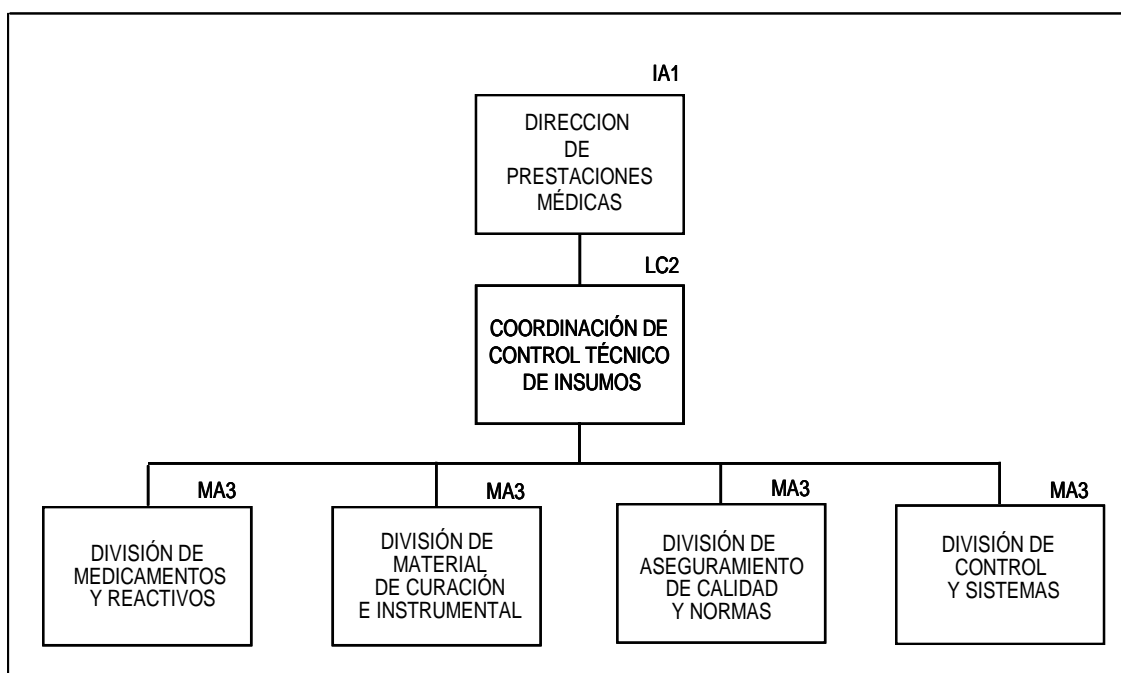 IA1
DIRECCION
DE
PRESTACIONES
MÉDICAS
LC2
COORDINACIÓN DE
CONTROL TÉCNICO
DE INSUMOS
MA3
DIVISIÓN DE
MEDICAMENTOS
Y REACTIVOS
MA3
DIVISIÓN DE
MATERIAL
DE CURACIÓN
E INSTRUMENTAL
MA3
DIVISIÓN DE
ASEGURAMIENTO
DE CALIDAD
Y NORMAS
MA3
DIVISIÓN DE
CONTROL
Y SISTEMAS